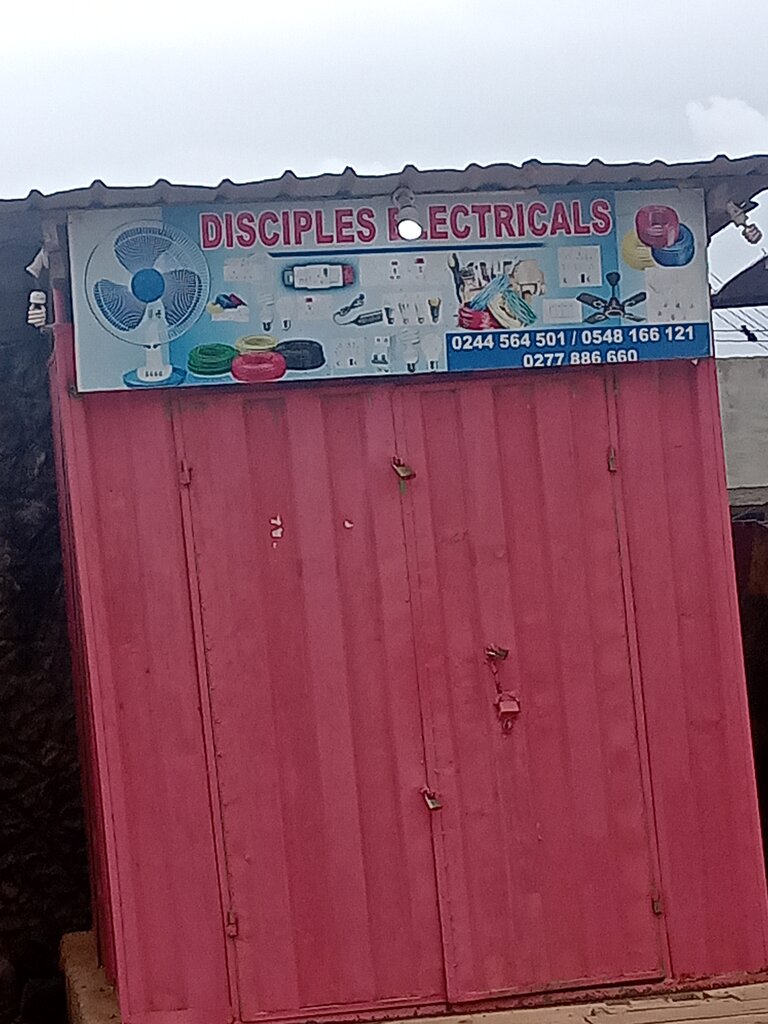 DISCIPLES ELECTRICALS
0244 564 501 / 0548 166 121
0277 886 660